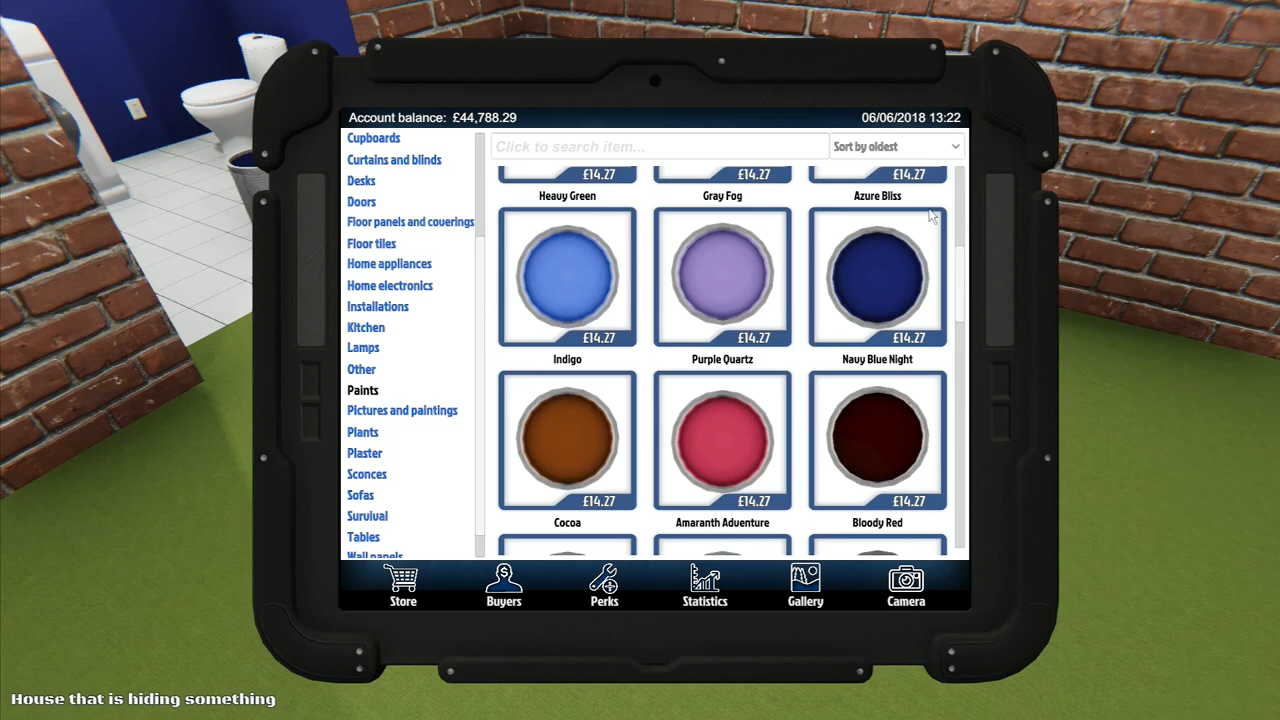 Account balance: £44,788.29
06/06/2018 13:22
Cupboards
Curtains and blinds
Desks
Doors
Floor panels and coverings
Floor tiles
Home appliances
Home electronics
Installations
Kitchen
Lamps
Other
Paints
Pictures and paintings
Plants
Plaster
Sconces
Sofas
Survival
Tables
Wall panels
Click to search item...
Sort by oldest
£14.27
£14.27
£14.27
Heavy Green
Gray Fog
Azure Bliss
£14.27
£14.27
£14.27
Indigo
Purple Quartz
Navy Blue Night
£14.27
£14.27
£14.27
Cocoa
Amaranth Adventure
Bloody Red
Store
Buyers
Perks
Statistics
Gallery
Camera
House that is hiding something